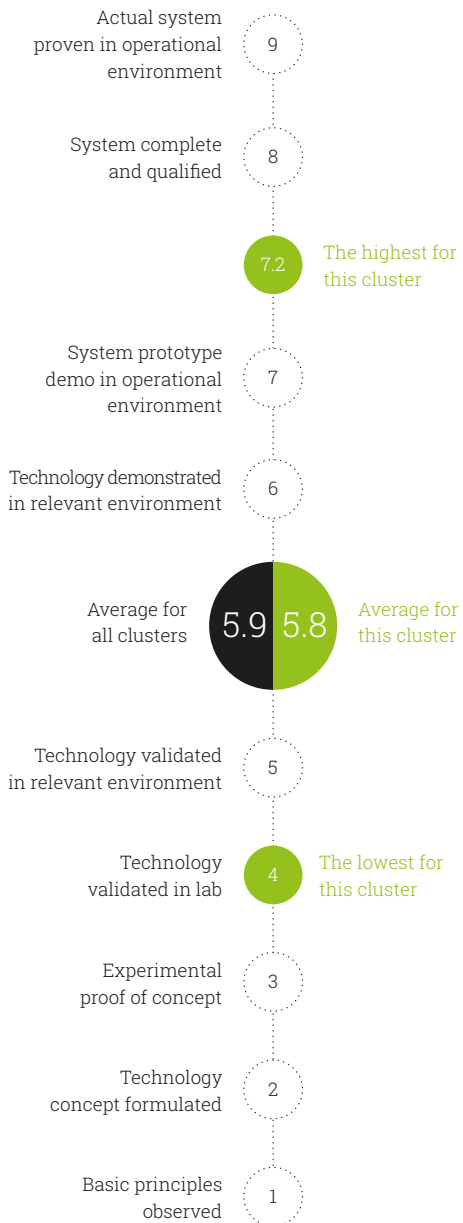 Actual system
proven in operational
environment
9
System complete
and qualified
8
7.2
The highest for
this cluster
System prototype
demo in operational
environment
7
Technology demonstrated
in relevant environment
6
Average for
all clusters
5.9 5.8
Average for
this cluster
Technology validated
in relevant environment
5
Technology
validated in lab
4
The lowest for
this cluster
Experimental
proof of concept
3
Technology
concept formulated
2
Basic principles
observed
1